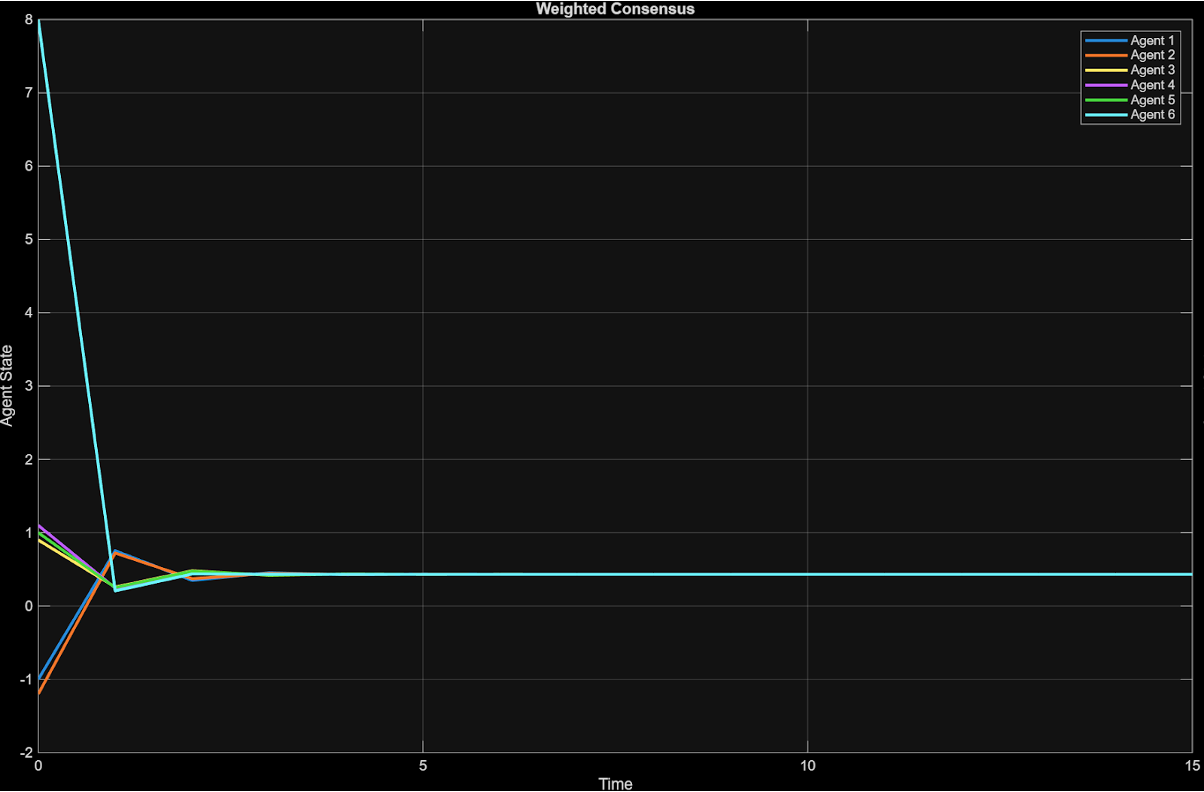 Weighted Consensus
8
7
6
5
4
3
2
1
0
-1
-2
Agent State
Agent 1
Agent 2
Agent 3
Agent 4
Agent 5
Agent 6
0
5
10
15
Time